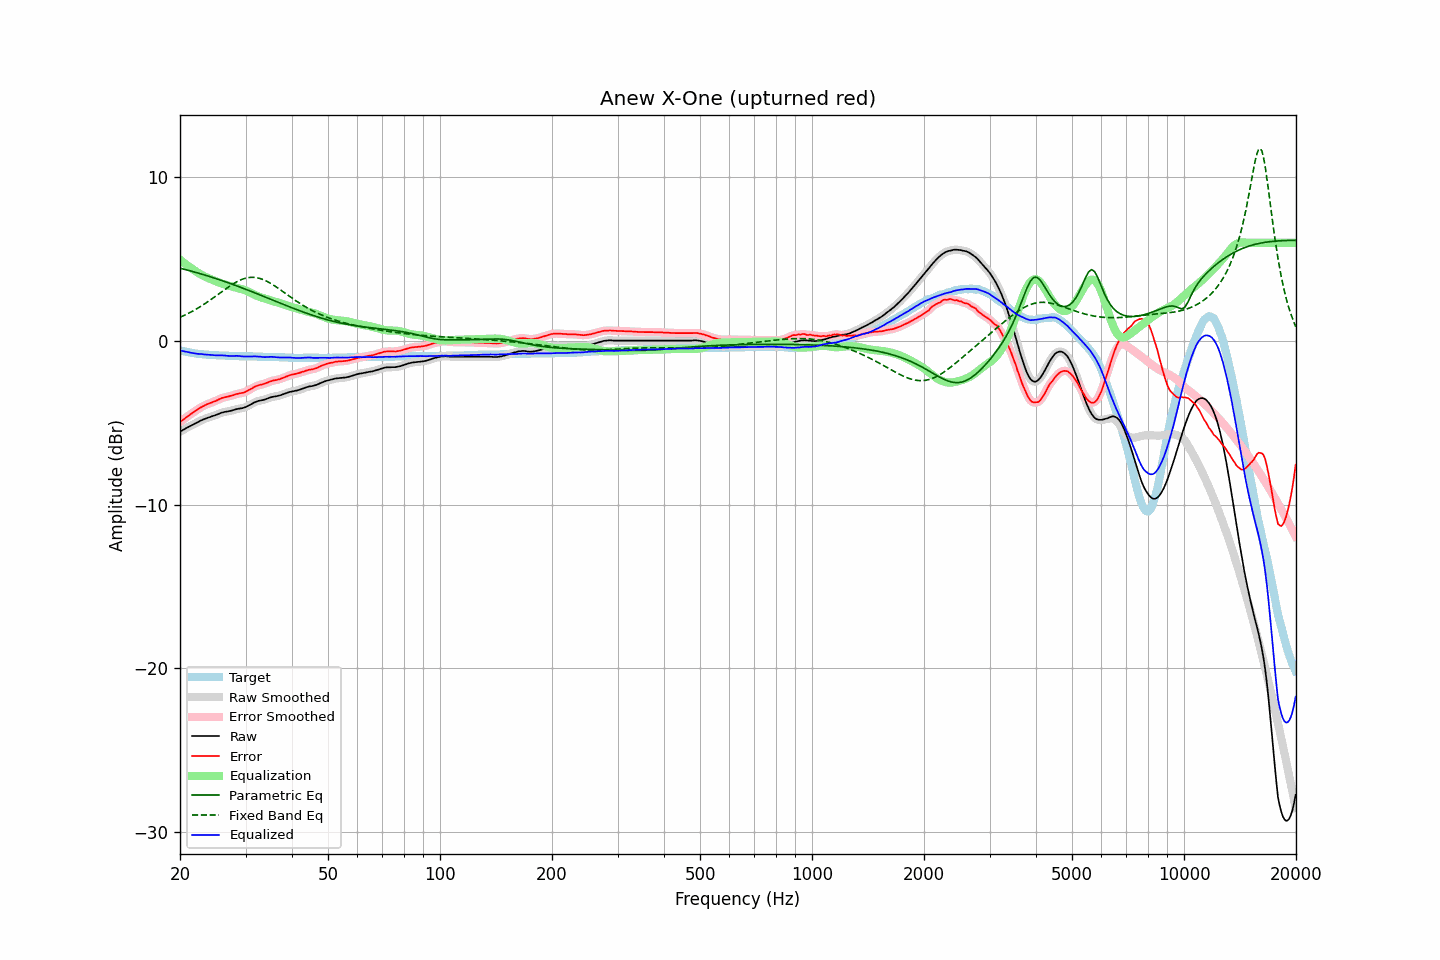 Anew X-One (upturned red)
Amplitude (dBr)
10
0
−10
−20
−30
Target
Raw Smoothed
Error Smoothed
Raw
Error
Equalization
Parametric Eq
Fixed Band Eq
Equalized
20 50 100 200 500 1000 2000 5000 10000 20000
Frequency (Hz)